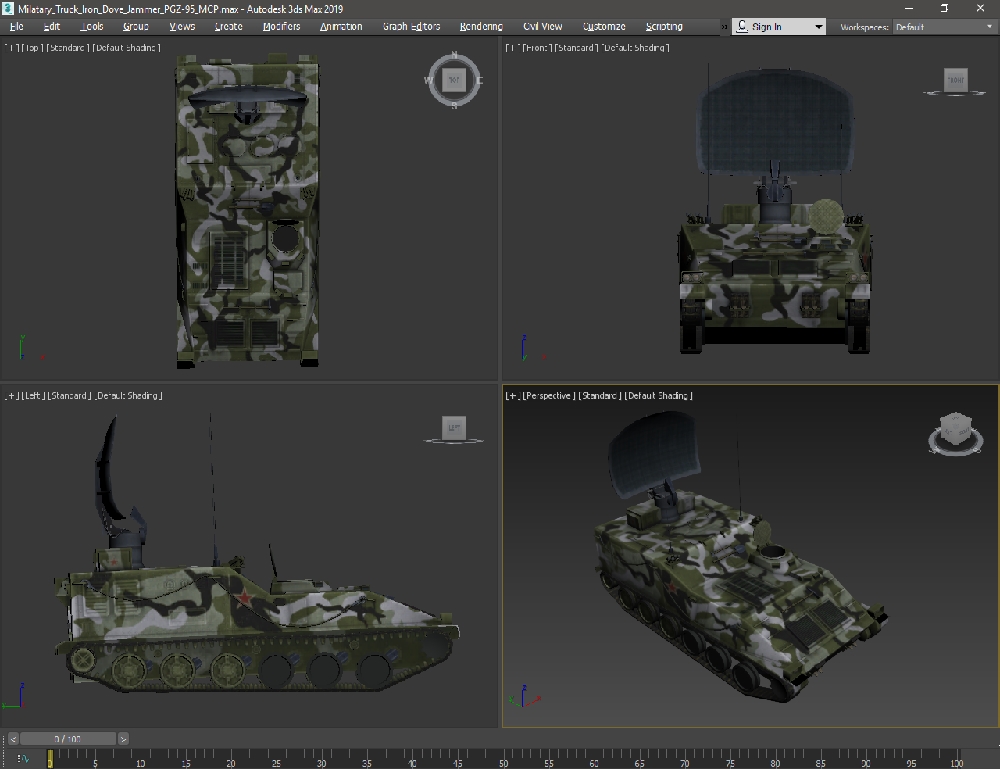 Milatary_Truck_Iron_Dove_Jammer_PGZ-95_MCP.max - Autodesk 3ds Max 2019
File Edit Tools Group Views Create Modifiers Animation Graph Editors Rendering Civil View Customize Scripting » Sign In Workspaces: Default
[+] [Top] [Standard] [Default Shading]
N
W TOP E
S
[+] [Front] [Standard] [Default Shading]
FRONT
[+] [Left] [Standard] [Default Shading]
LEFT
[+] [Perspective] [Standard] [Default Shading]
< 0 / 100 >
0 5 10 15 20 25 30 35 40 45 50 55 60 65 70 75 80 85 90 95 100